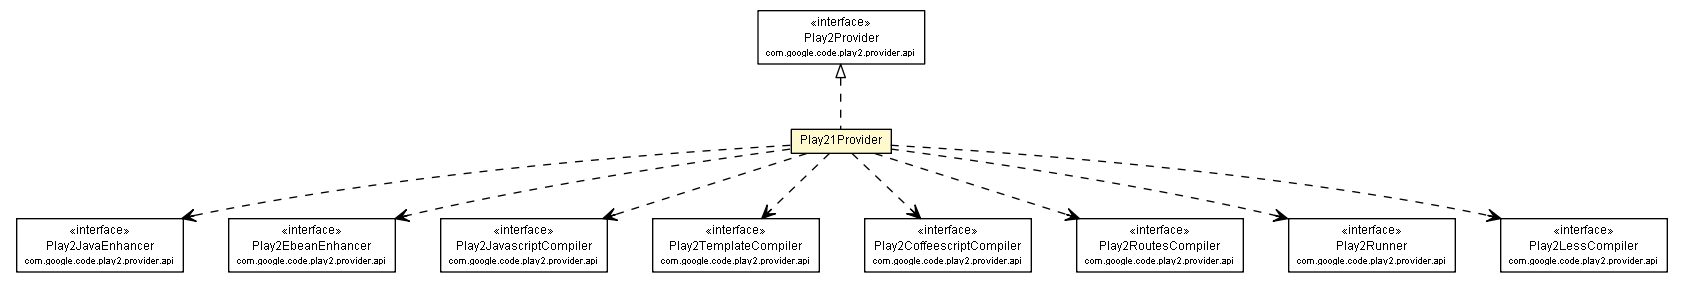 «interface»
Play2Provider
com.google.code.play2.provider.api
Play21Provider
«interface»
Play2JavaEnhancer
com.google.code.play2.provider.api
«interface»
Play2EbeanEnhancer
com.google.code.play2.provider.api
«interface»
Play2JavascriptCompiler
com.google.code.play2.provider.api
«interface»
Play2TemplateCompiler
com.google.code.play2.provider.api
«interface»
Play2CoffeescriptCompiler
com.google.code.play2.provider.api
«interface»
Play2RoutesCompiler
com.google.code.play2.provider.api
«interface»
Play2Runner
com.google.code.play2.provider.api
«interface»
Play2LessCompiler
com.google.code.play2.provider.api